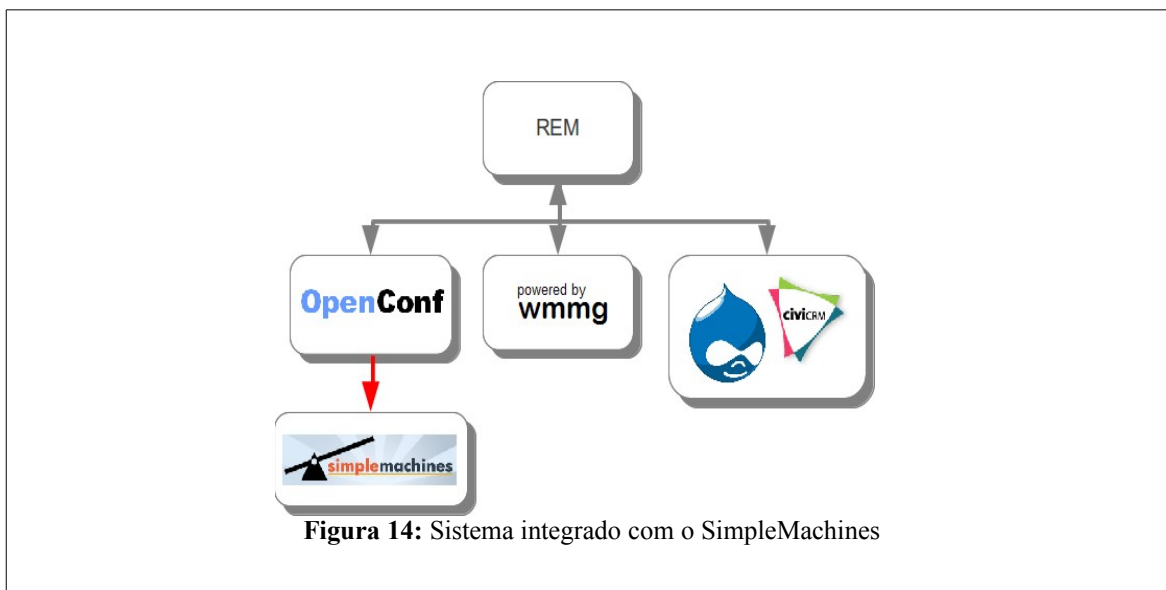 REM
OpenConf
powered by
wmmg
civiCRM
simplemachines
Figura 14: Sistema integrado com o SimpleMachines